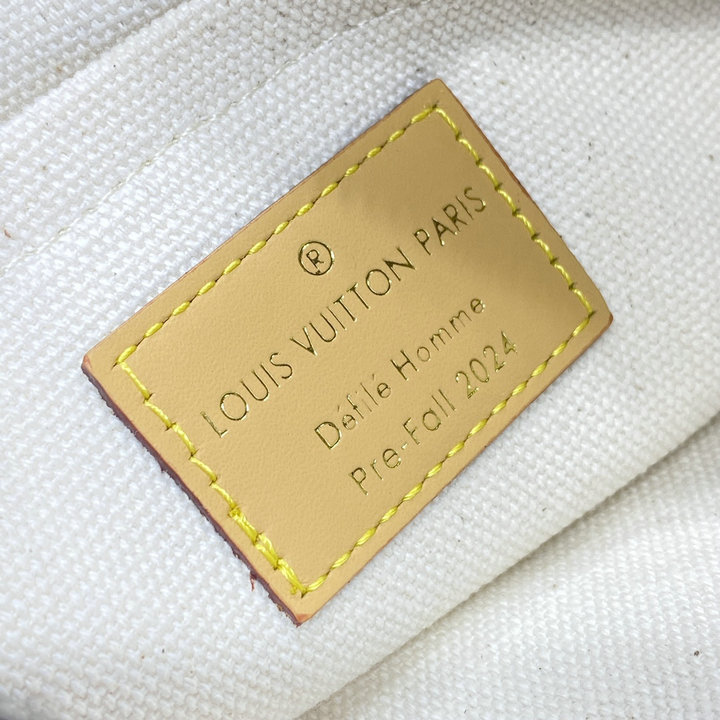 ®
LOUIS VUITTON PARIS
Défilé Homme
Pre-Fall 2024